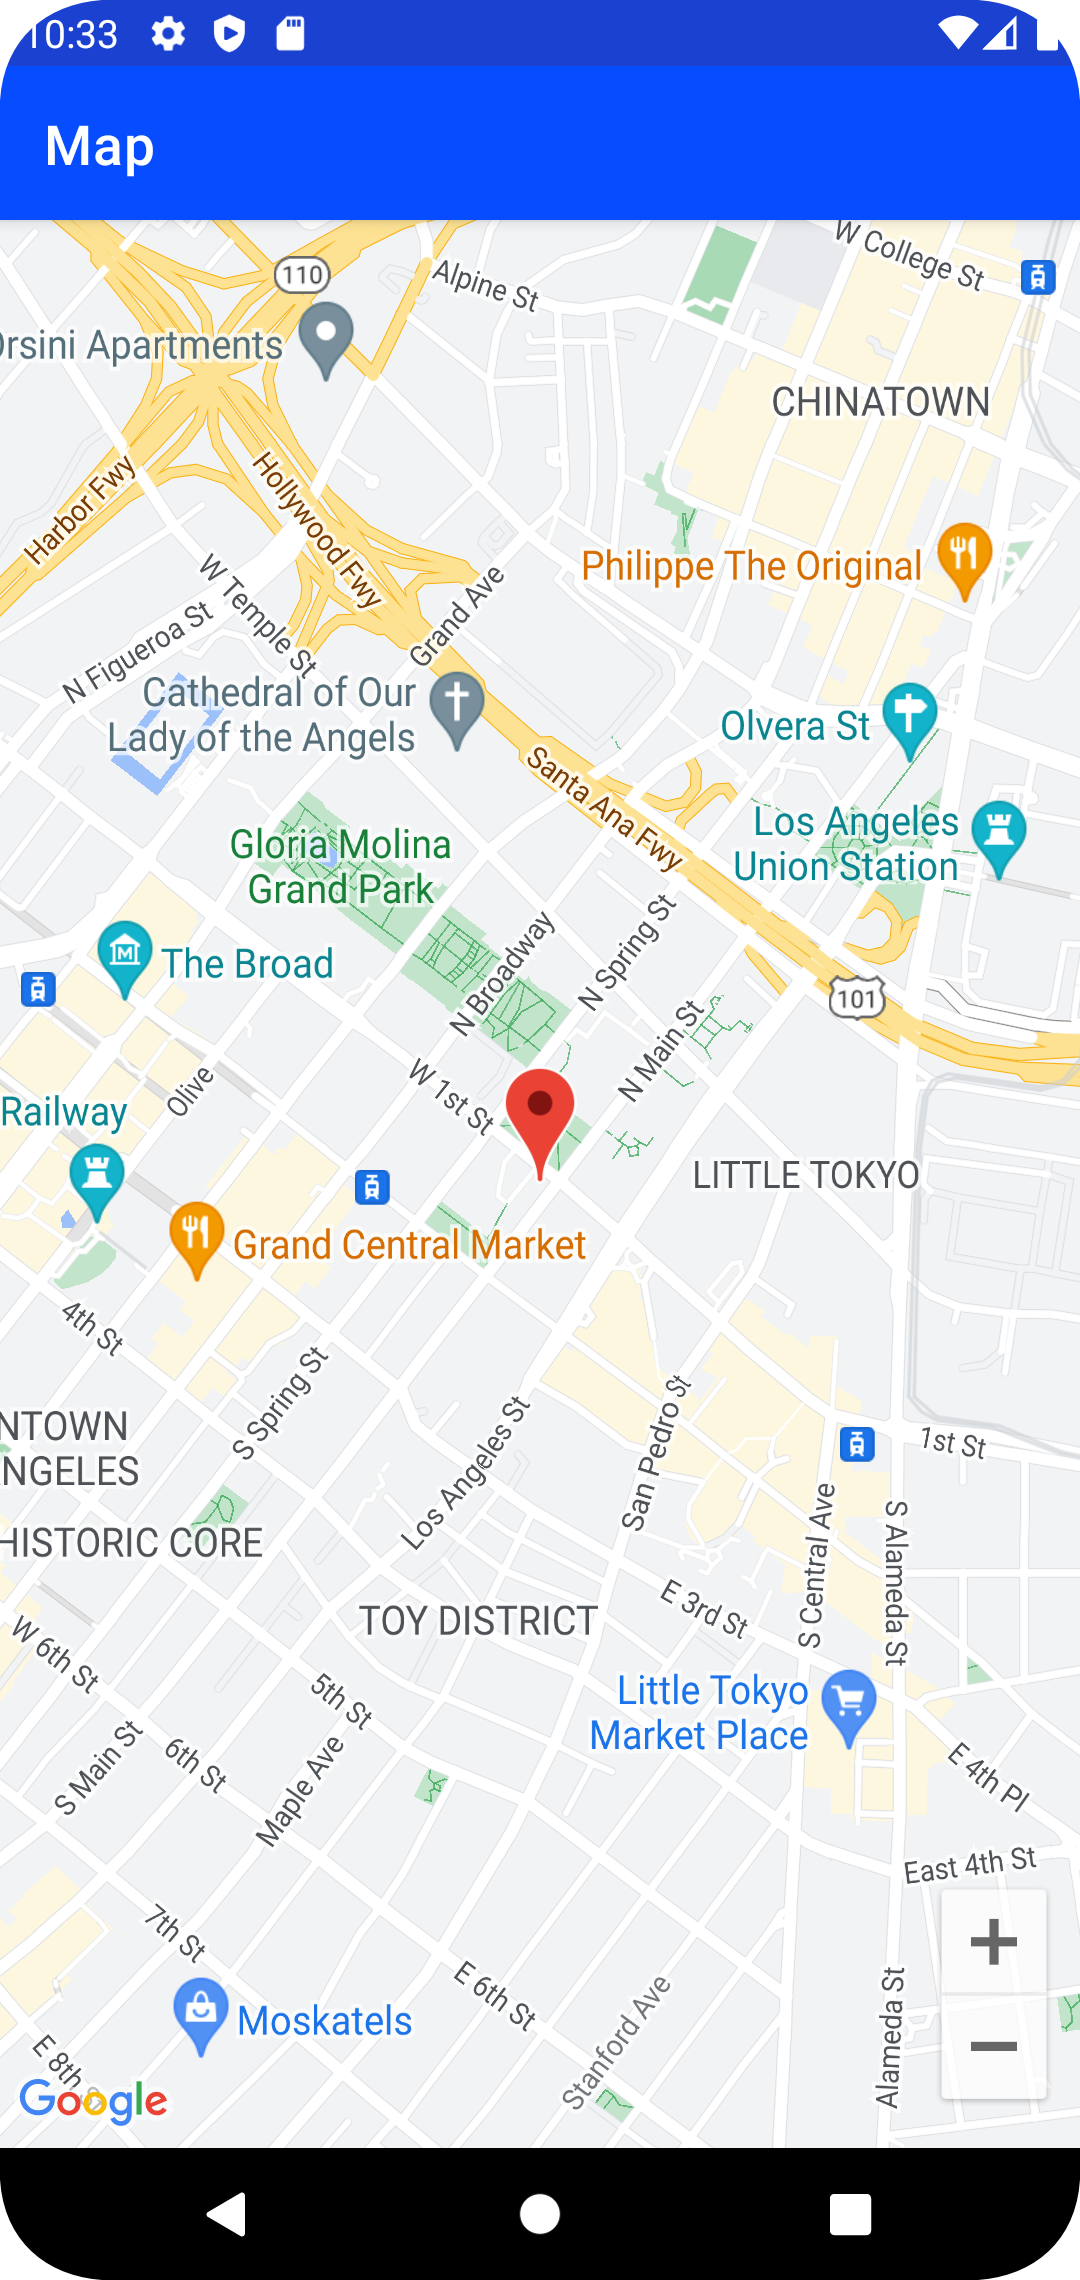 10:33
Map
W College St
110
Alpine St
Orsini Apartments
CHINATOWN
Harbor Fwy
Hollywood Fwy
Philippe The Original
W Temple St
Grand Ave
N Figueroa St
Cathedral of Our
Lady of the Angels
Olvera St
Santa Ana Fwy
Los Angeles
Union Station
Gloria Molina
Grand Park
N Broadway
N Spring St
The Broad
101
N Main St
W 1st St
Olive
Railway
LITTLE TOKYO
Grand Central Market
4th St
S Spring St
San Pedro St
Los Angeles St
NTOWN
NGELES
1st St
S Central Ave
S Alameda St
HISTORIC CORE
E 3rd St
TOY DISTRICT
W 6th St
5th St
Little Tokyo
Market Place
S Main St
6th St
Maple Ave
E 4th Pl
East 4th St
7th St
E 6th St
Stanford Ave
Alameda St
Moskatels
E 8th S
Google